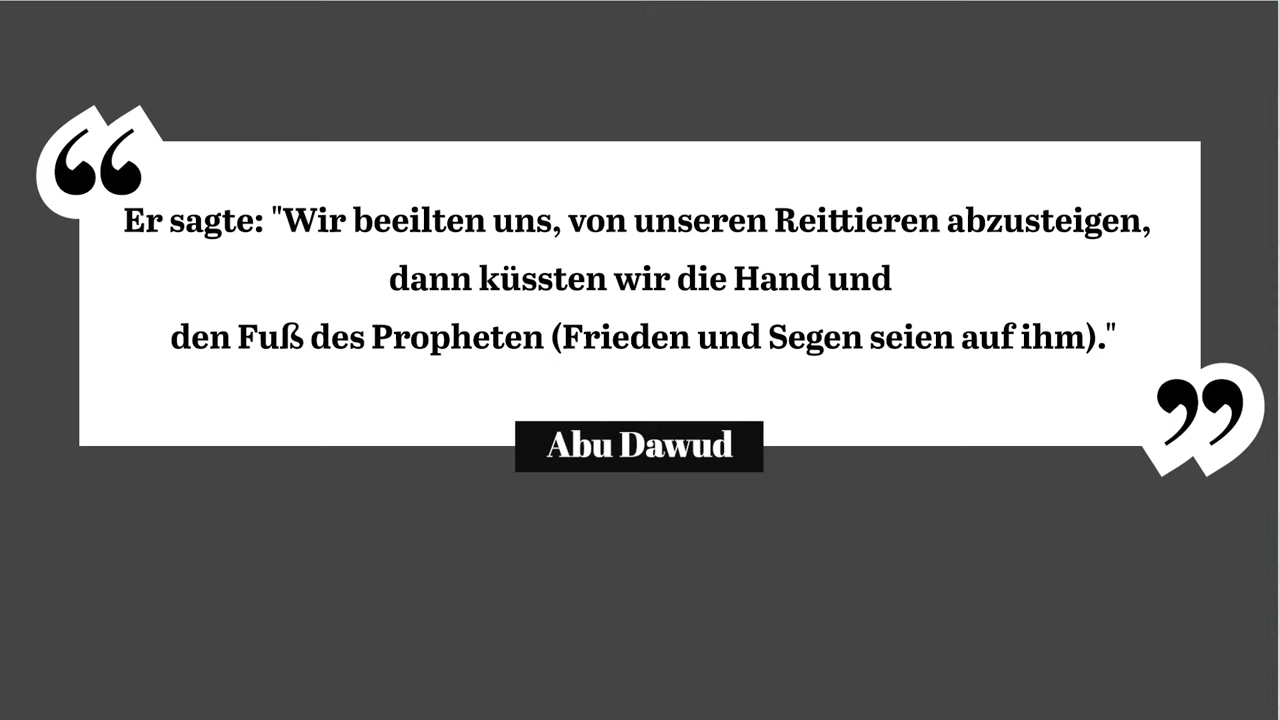 “
Er sagte: "Wir beeilten uns, von unseren Reittieren abzusteigen,
dann küssten wir die Hand und
den Fuß des Propheten (Frieden und Segen seien auf ihm)."
”
Abu Dawud